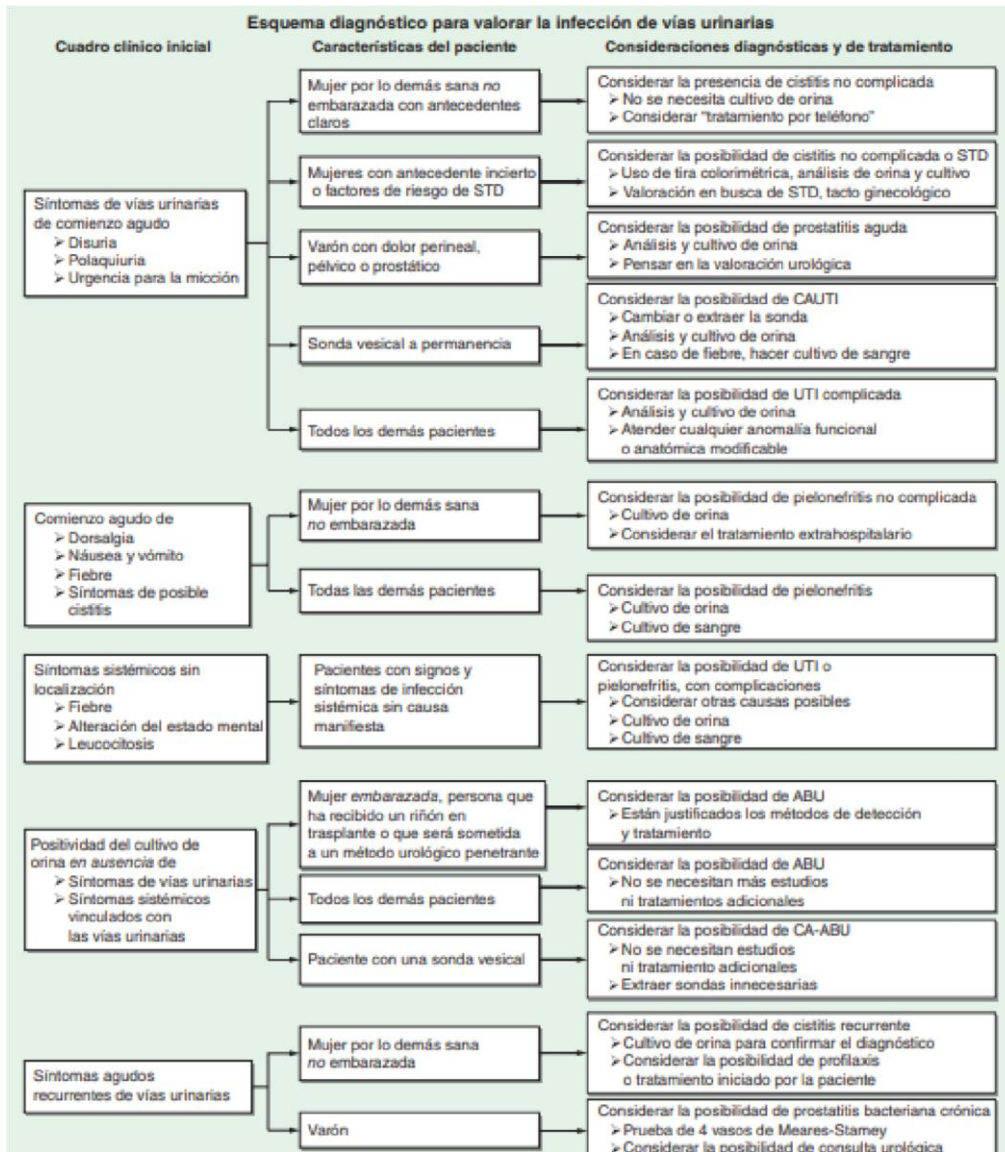 Esquema diagnóstico para valorar la infección de vías urinarias
Cuadro clínico inicial
Características del paciente
Consideraciones diagnósticas y de tratamiento
Síntomas de vías urinarias
de comienzo agudo
➤ Disuria
➤ Polaquiuria
➤ Urgencia para la micción
Mujer por lo demás sana no
embarazada con antecedentes
claros
Considerar la presencia de cistitis no complicada
➤ No se necesita cultivo de orina
➤ Considerar “tratamiento por teléfono”
Mujeres con antecedente incierto
o factores de riesgo de STD
Considerar la posibilidad de cistitis no complicada o STD
➤ Uso de tira colorimétrica, análisis de orina y cultivo
➤ Valoración en busca de STD, tacto ginecológico
Varón con dolor perineal,
pélvico o prostático
Considerar la posibilidad de prostatitis aguda
➤ Análisis y cultivo de orina
➤ Pensar en la valoración urológica
Sonda vesical a permanencia
Considerar la posibilidad de CAUTI
➤ Cambiar o extraer la sonda
➤ Análisis y cultivo de orina
➤ En caso de fiebre, hacer cultivo de sangre
Todos los demás pacientes
Considerar la posibilidad de UTI complicada
➤ Análisis y cultivo de orina
➤ Atender cualquier anomalía funcional
o anatómica modificable
Comienzo agudo de
➤ Dorsalgia
➤ Náusea y vómito
➤ Fiebre
➤ Síntomas de posible
cistitis
Mujer por lo demás sana
no embarazada
Considerar la posibilidad de pielonefritis no complicada
➤ Cultivo de orina
➤ Considerar el tratamiento extrahospitalario
Todas las demás pacientes
Considerar la posibilidad de pielonefritis
➤ Cultivo de orina
➤ Cultivo de sangre
Síntomas sistémicos sin
localización
➤ Fiebre
➤ Alteración del estado mental
➤ Leucocitosis
Pacientes con signos y
síntomas de infección
sistémica sin causa
manifiesta
Considerar la posibilidad de UTI o
pielonefritis, con complicaciones
➤ Considerar otras causas posibles
➤ Cultivo de orina
➤ Cultivo de sangre
Positividad del cultivo de
orina en ausencia de
➤ Síntomas de vías urinarias
➤ Síntomas sistémicos
vinculados con
las vías urinarias
Mujer embarazada, persona que
ha recibido un riñón en
trasplante o que será sometida
a un método urológico penetrante
Considerar la posibilidad de ABU
➤ Están justificados los métodos de detección
y tratamiento
Todos los demás pacientes
Considerar la posibilidad de ABU
➤ No se necesitan más estudios
ni tratamientos adicionales
Paciente con una sonda vesical
Considerar la posibilidad de CA-ABU
➤ No se necesitan estudios
ni tratamiento adicionales
➤ Extraer sondas innecesarias
Síntomas agudos
recurrentes de vías urinarias
Mujer por lo demás sana
no embarazada
Considerar la posibilidad de cistitis recurrente
➤ Cultivo de orina para confirmar el diagnóstico
➤ Considerar la posibilidad de profilaxis
o tratamiento iniciado por la paciente
Varón
Considerar la posibilidad de prostatitis bacteriana crónica
➤ Prueba de 4 vasos de Meares-Stamey
➤ Considerar la posibilidad de consulta urológica